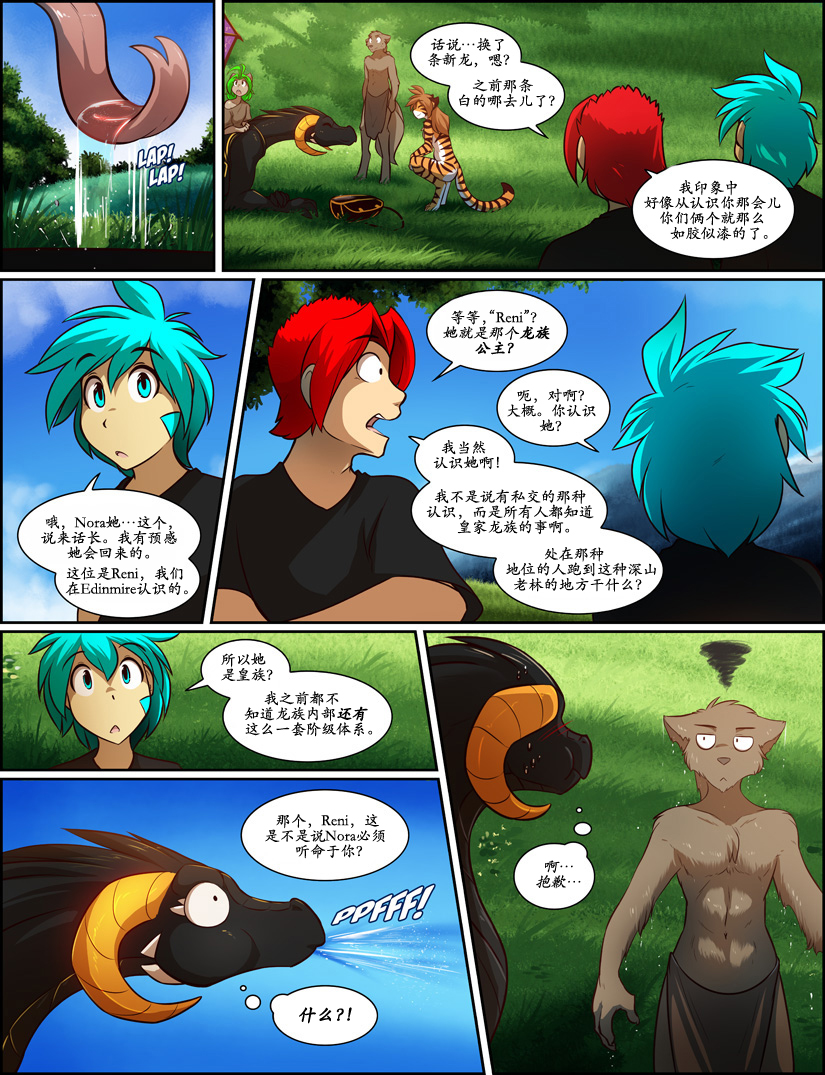 LAP!
LAP!
话说…换了
条新龙，嗯？
之前那条
白的哪去儿了？
我印象中
好像从认识你那会儿
你们俩个就那么
如胶似漆的了。
哦，Nora她…这个，
说来话长。我有预感
她会回来的。
这位是Reni，我们
在Edinmire认识的。
等等，“Reni”？
她就是那个龙族
公主？
呃，对啊？
大概。你认识
她？
我当然
认识她啊！
我不是说有私交的那种
认识，而是所有人都知道
皇家龙族的事啊。
处在那种
地位的人跑到这种深山
老林的地方干什么？
所以她
是皇族？
我之前都不
知道龙族内部还有
这么一套阶级体系。
那个，Reni，这
是不是说Nora必须
听命于你？
PPFFF!
什么？！
啊…
抱歉…